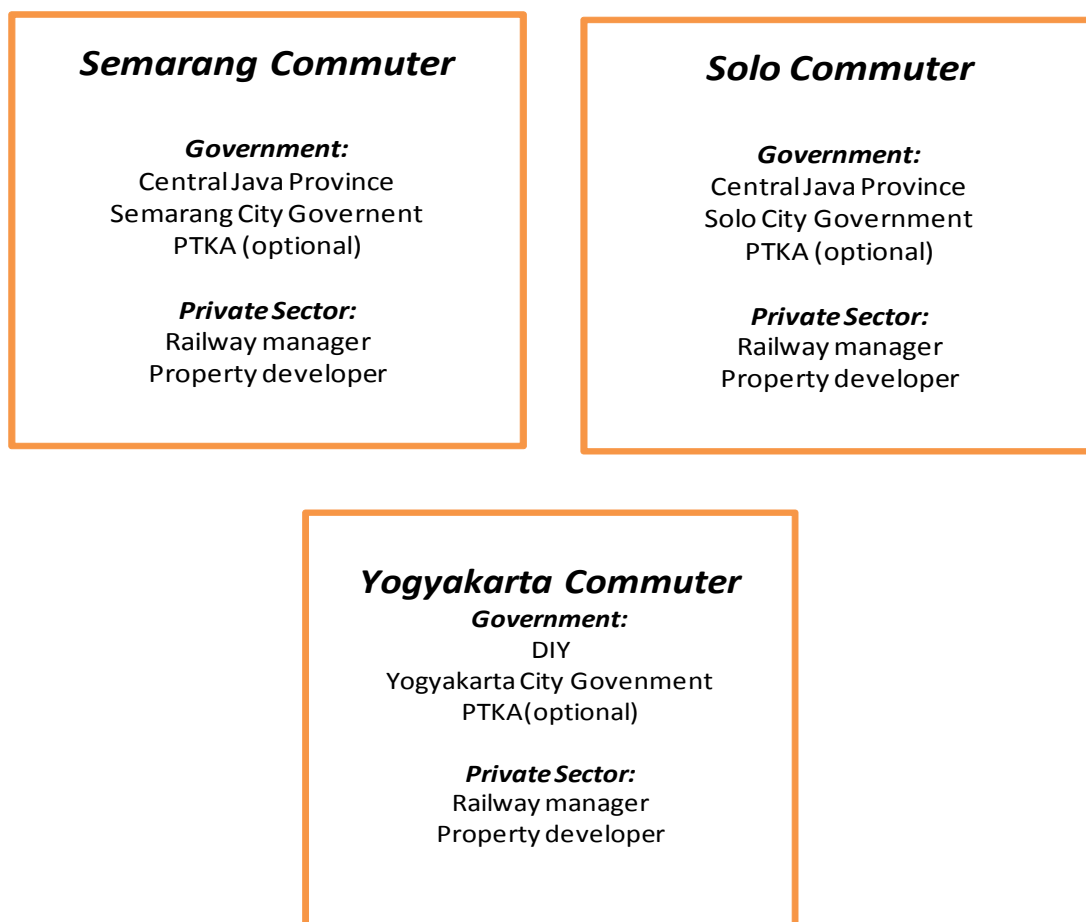 Semarang Commuter
Government:
Central Java Province
Semarang City Governent
PTKA (optional)
Private Sector:
Railway manager
Property developer
Solo Commuter
Government:
Central Java Province
Solo City Government
PTKA (optional)
Private Sector:
Railway manager
Property developer
Yogyakarta Commuter
Government:
DIY
Yogyakarta City Govenment
PTKA(optional)
Private Sector:
Railway manager
Property developer